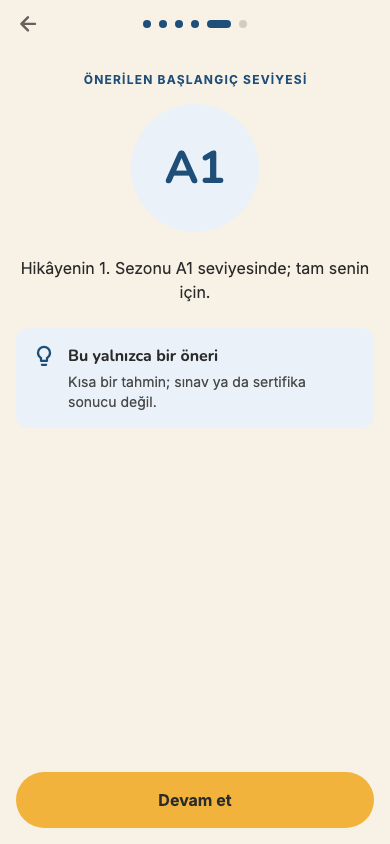 ÖNERİLEN BAŞLANGIÇ SEVİYESİ
A1
Hikâyenin 1. Sezonu A1 seviyesinde; tam senin
için.
Bu yalnızca bir öneri
Kısa bir tahmin; sınav ya da sertifika
sonucu değil.
Devam et